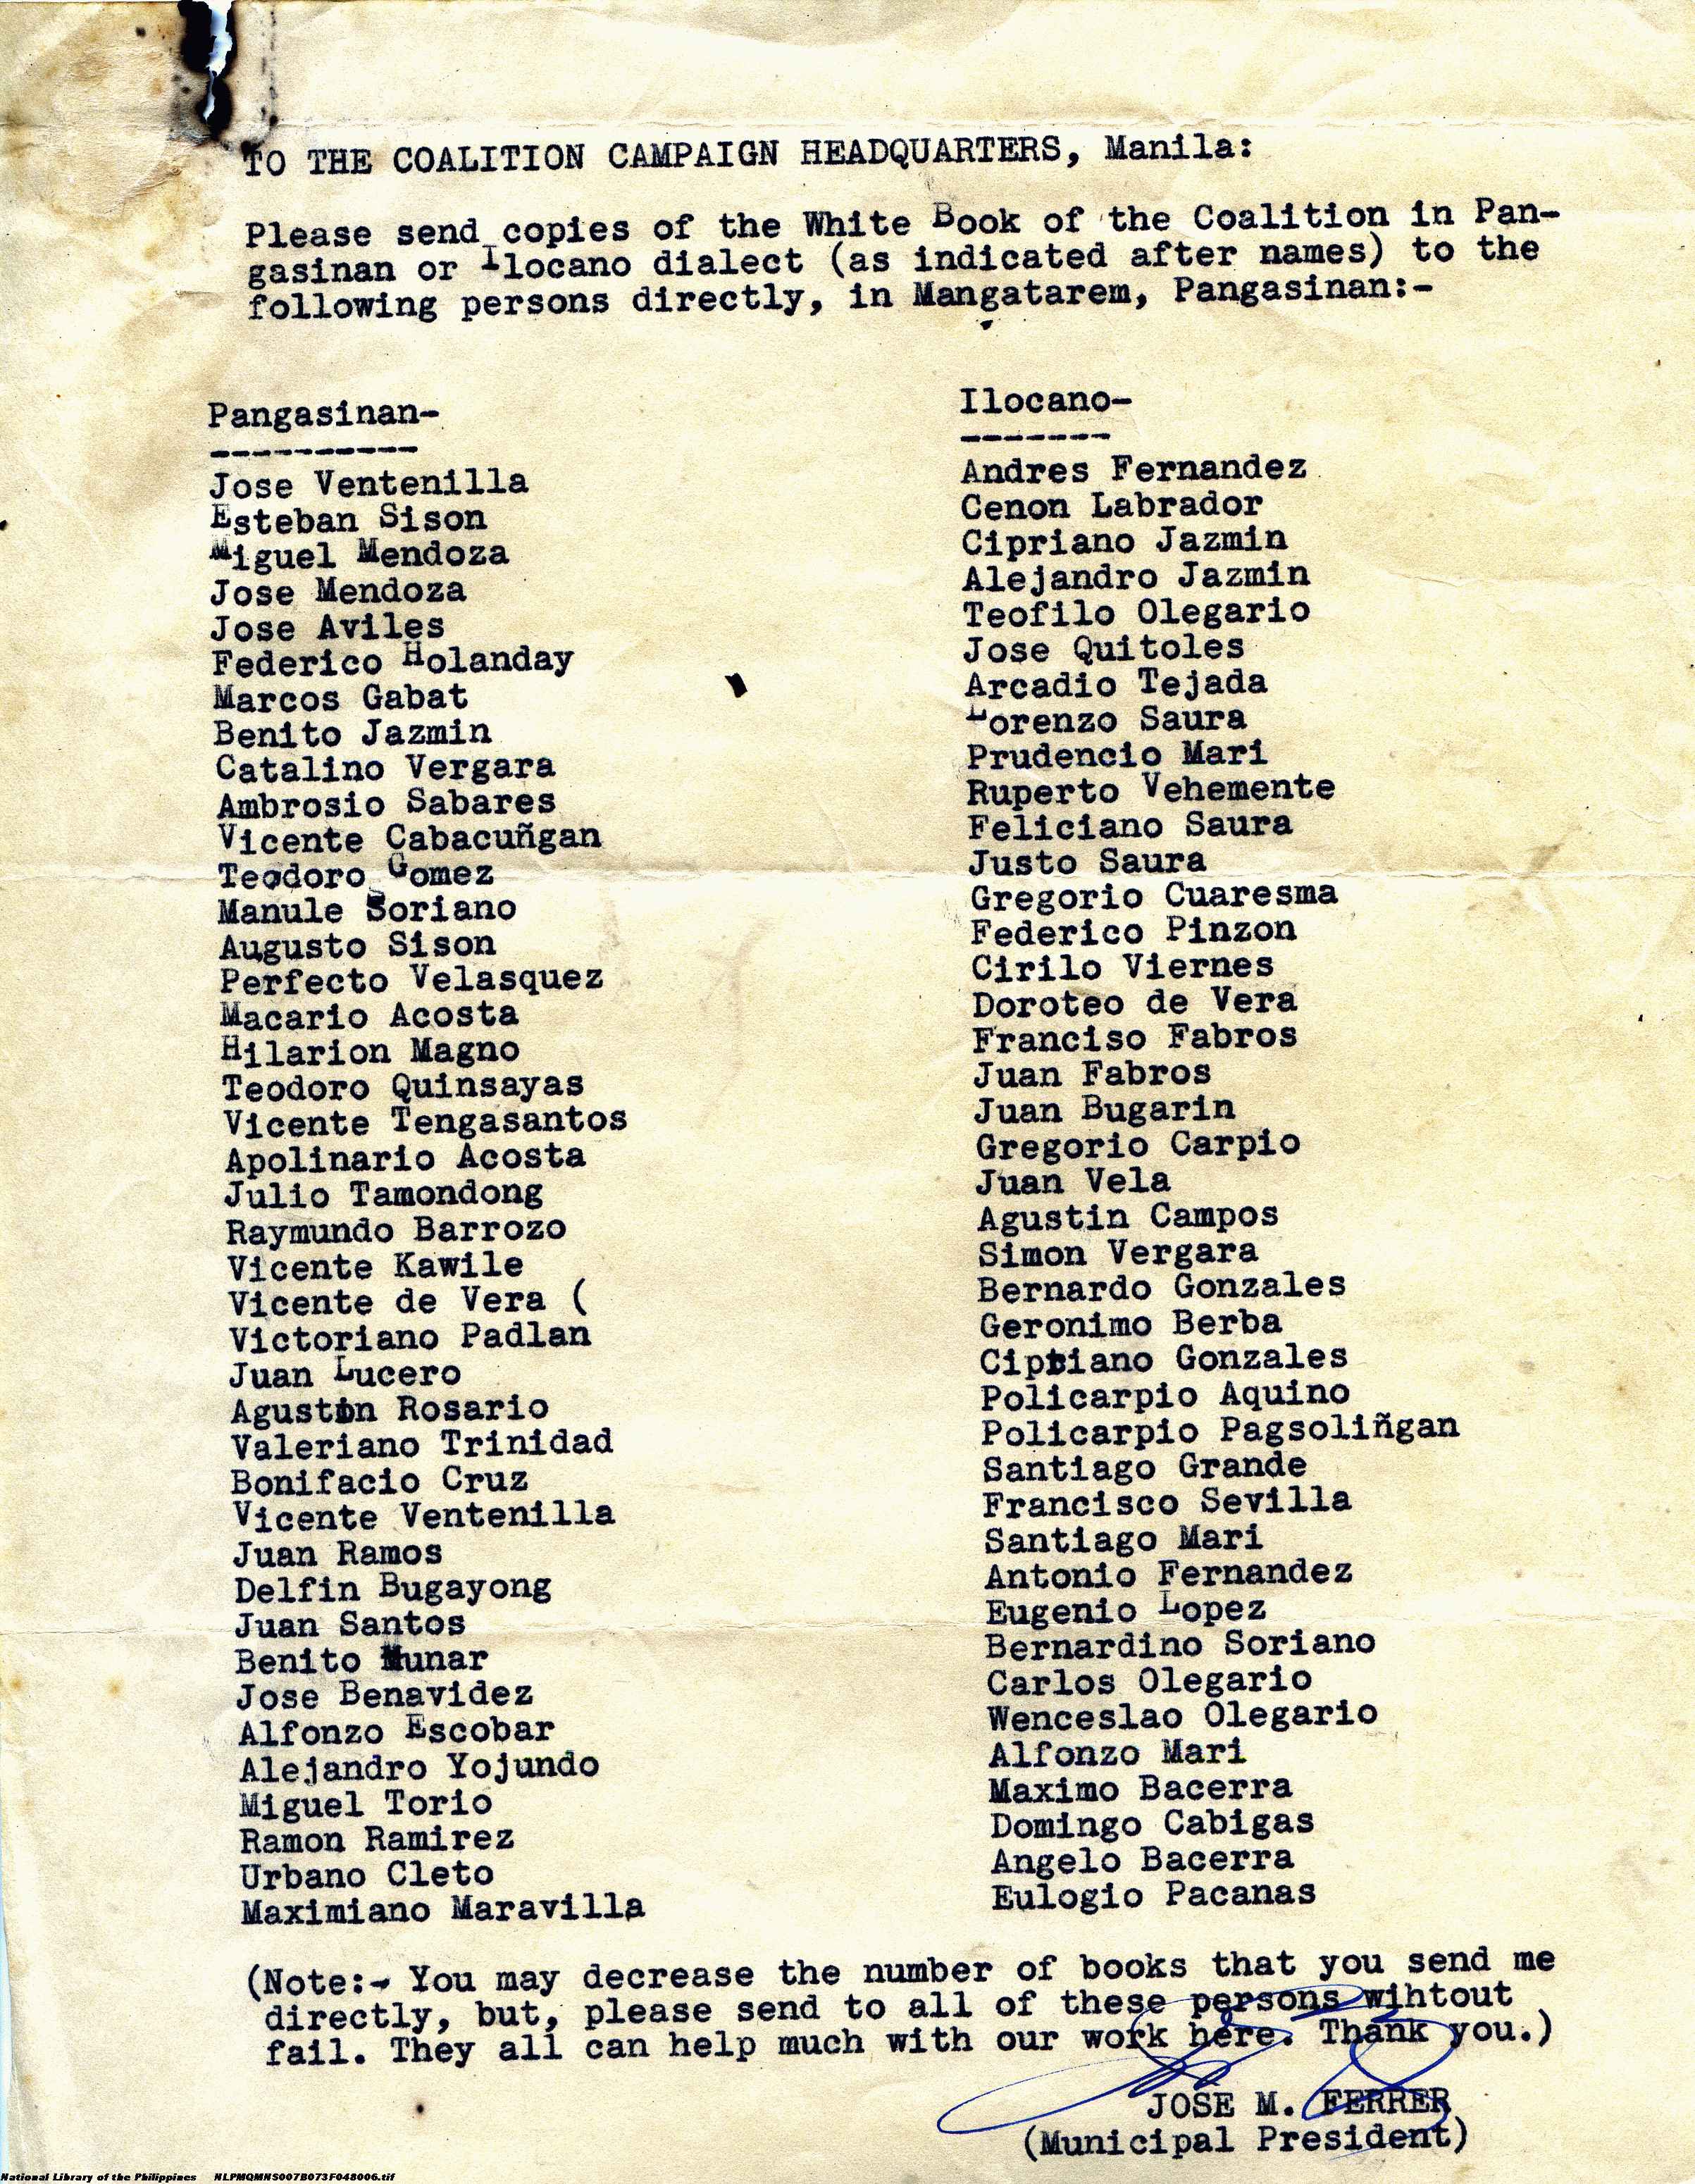 TO THE COALITION CAMPAIGN HEADQUARTERS, Manila:
Please send copies of the White Book of the Coalition in Pan-
gasinan or Ilocano dialect (as indicated after names) to the
following persons directly, in Mangatarem, Pangasinan:-
Pangasinan-
----------
Jose Ventenilla
Esteban Sison
Miguel Mendoza
Jose Mendoza
Jose Aviles
Federico Holanday
Marcos Gabat
Benito Jazmin
Catalino Vergara
Ambrosio Sabares
Vicente Cabacuñgan
Teodoro Gomez
Manule Soriano
Augusto Sison
Perfecto Velasquez
Macario Acosta
Hilarion Magno
Teodoro Quinsayas
Vicente Tengasantos
Apolinario Acosta
Julio Tamondong
Raymundo Barrozo
Vicente Kawile
Vicente de Vera (
Victoriano Padlan
Juan Lucero
Agustin Rosario
Valeriano Trinidad
Bonifacio Cruz
Vicente Ventenilla
Juan Ramos
Delfin Bugayong
Juan Santos
Benito Munar
Jose Benavidez
Alfonzo Escobar
Alejandro Yojundo
Miguel Torio
Ramon Ramirez
Urbano Cleto
Maximiano Maravilla
Ilocano-
-------
Andres Fernandez
Cenon Labrador
Cipriano Jazmin
Alejandro Jazmin
Teofilo Olegario
Jose Quitoles
Arcadio Tejada
Lorenzo Saura
Prudencio Mari
Ruperto Vehemente
Feliciano Saura
Justo Saura
Gregorio Cuaresma
Federico Pinzon
Cirilo Viernes
Doroteo de Vera
Franciso Fabros
Juan Fabros
Juan Bugarin
Gregorio Carpio
Juan Vela
Agustin Campos
Simon Vergara
Bernardo Gonzales
Geronimo Berba
Cipriano Gonzales
Policarpio Aquino
Policarpio Pagsoliñgan
Santiago Grande
Francisco Sevilla
Santiago Mari
Antonio Fernandez
Eugenio Lopez
Bernardino Soriano
Carlos Olegario
Wenceslao Olegario
Alfonzo Mari
Maximo Bacerra
Domingo Cabigas
Angelo Bacerra
Eulogio Pacanas
(Note:- You may decrease the number of books that you send me
directly, but, please send to all of these persons wihtout
fail. They all can help much with our work here. Thank you.)
JOSE M. FERRER
(Municipal President)
National Library of the Philippines NLPMQMNS007B073F048006.tif